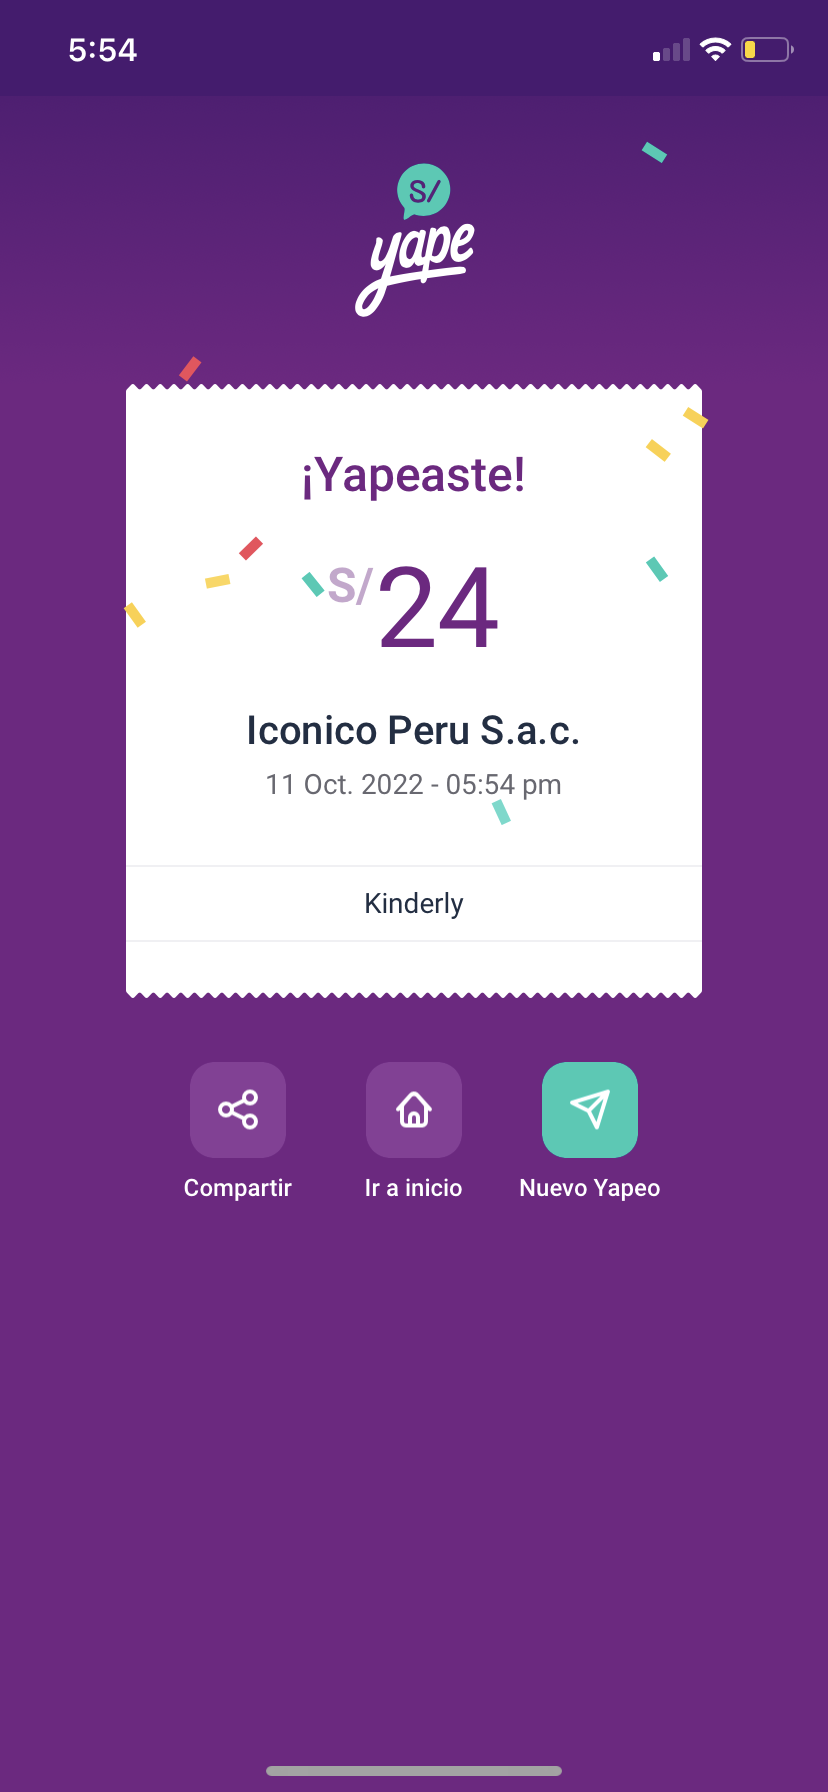 5:54
S/
yape
¡Yapeaste!
S/24
Iconico Peru S.a.c.
11 Oct. 2022 - 05:54 pm
Kinderly
Compartir
Ir a inicio
Nuevo Yapeo